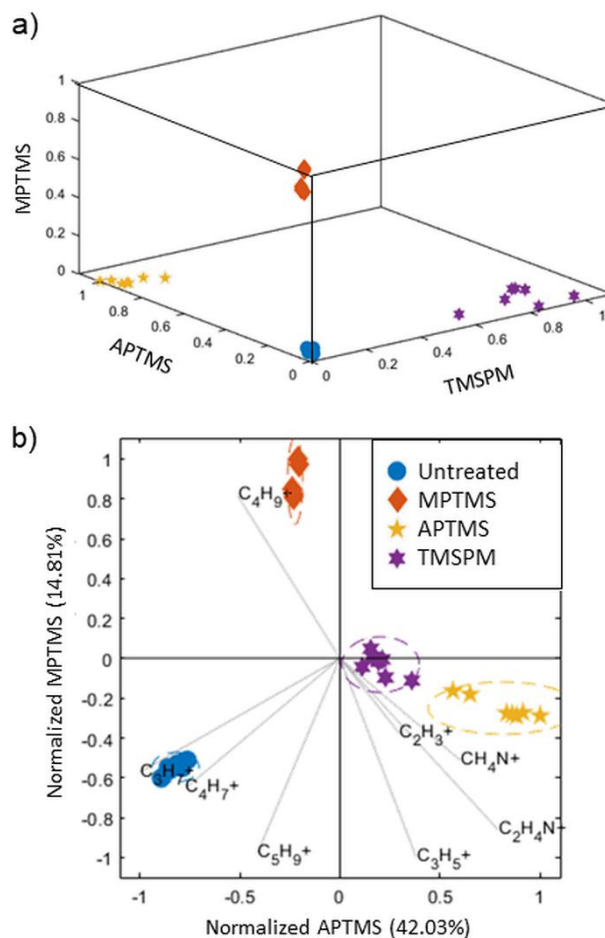 a)
MPTMS
1
0.8
0.6
0.4
0.2
0
1
0.8
0.6
0.4
0.2
0
APTMS
0
0.2
0.4
0.6
0.8
1
TMSPM
b)
Normalized MPTMS (14.81%)
1
0.8
0.6
0.4
0.2
0
-0.2
-0.4
-0.6
-0.8
-1
Untreated
MPTMS
APTMS
TMSPM
C4H9+
C2H3+
CH4N+
C3H7+
C4H7+
C2H4N+
C5H9+
C3H5+
-1
-0.5
0
0.5
1
Normalized APTMS (42.03%)